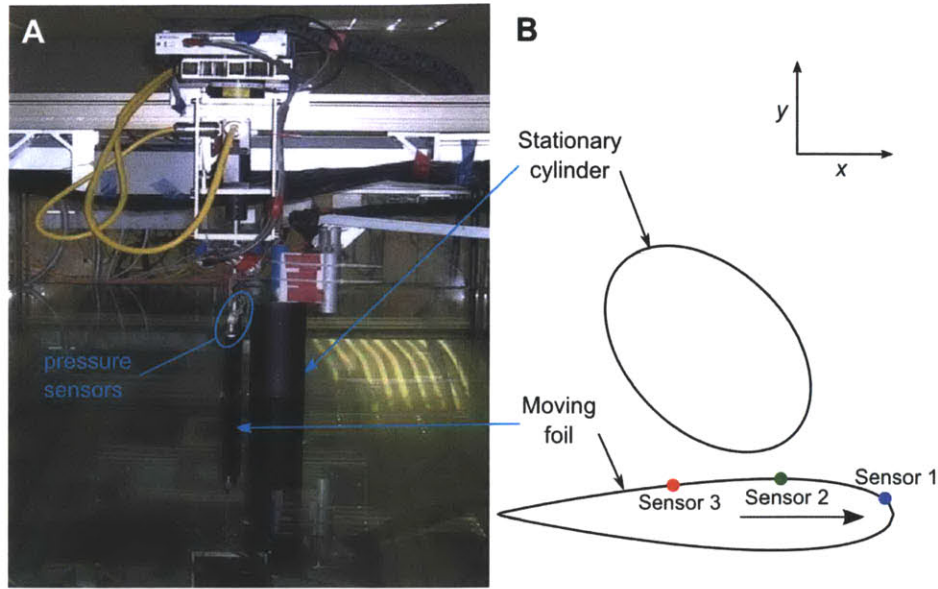 A
B
y
x
Stationary
cylinder
pressure
sensors
Moving
foil
Sensor 1
Sensor 2
Sensor 3